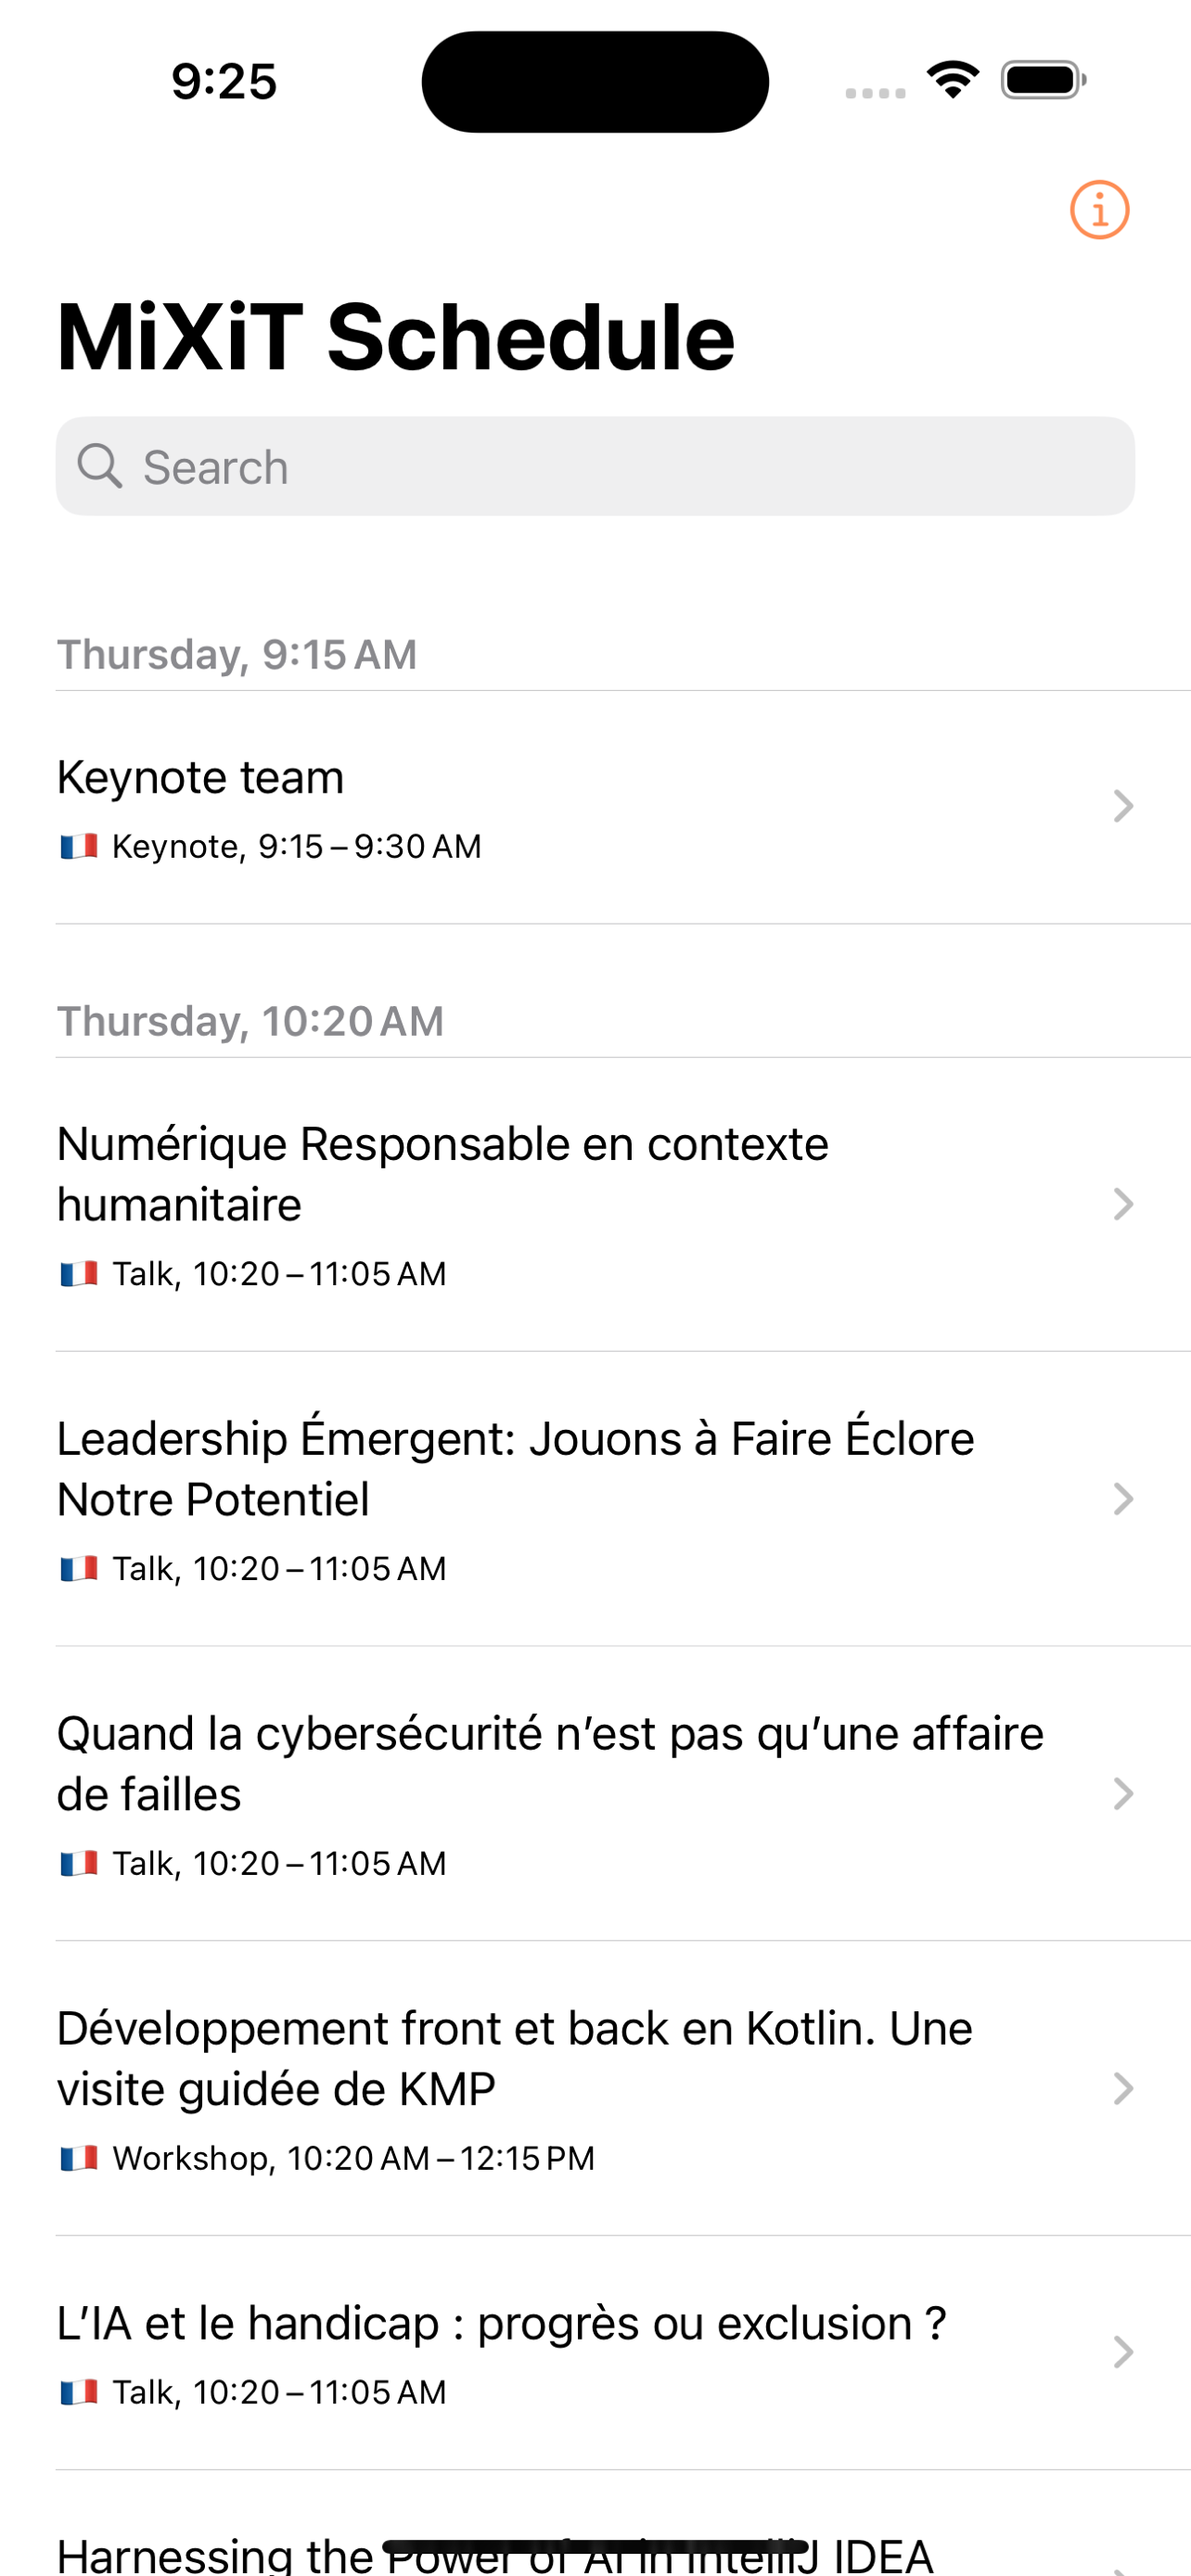 9:25
MiXiT Schedule
Search
Thursday, 9:15 AM
Keynote team
🇫🇷 Keynote, 9:15 – 9:30 AM
Thursday, 10:20 AM
Numérique Responsable en contexte
humanitaire
🇫🇷 Talk, 10:20 – 11:05 AM
Leadership Émergent: Jouons à Faire Éclore
Notre Potentiel
🇫🇷 Talk, 10:20 – 11:05 AM
Quand la cybersécurité n’est pas qu’une affaire
de failles
🇫🇷 Talk, 10:20 – 11:05 AM
Développement front et back en Kotlin. Une
visite guidée de KMP
🇫🇷 Workshop, 10:20 AM – 12:15 PM
L’IA et le handicap : progrès ou exclusion ?
🇫🇷 Talk, 10:20 – 11:05 AM
Harnessing the Power of AI in IntelliJ IDEA